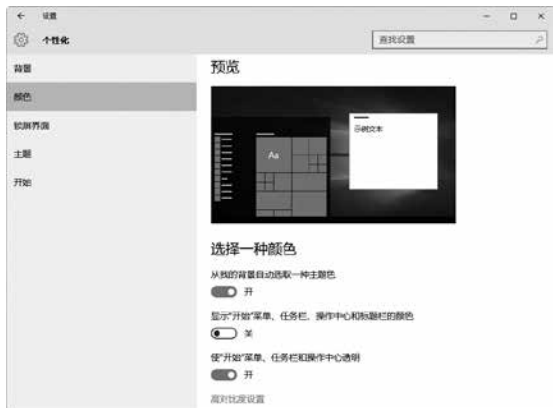 设置
个性化
查找设置
背景
颜色
锁屏界面
主题
开始
预览
Aa
示例文本
选择一种颜色
从我的背景自动选取一种主题色
开
显示“开始”菜单、任务栏、操作中心和标题栏的颜色
关
使“开始”菜单、任务栏和操作中心透明
开
高对比度设置